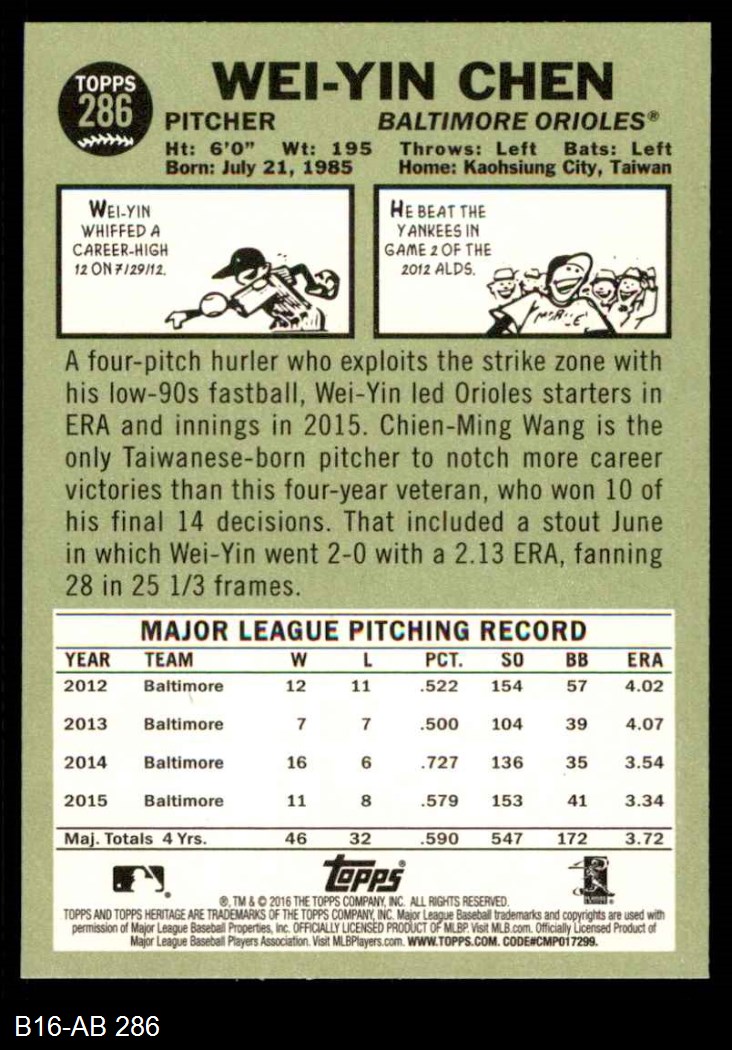 TOPPS
286
WEI-YIN CHEN
PITCHER BALTIMORE ORIOLES®
Ht: 6'0" Wt: 195 Throws: Left Bats: Left
Born: July 21, 1985 Home: Kaohsiung City, Taiwan
WEI-YIN
WHIFFED A
CAREER-HIGH
12 ON 7/29/12.
HE BEAT THE
YANKEES IN
GAME 2 OF THE
2012 ALDS.
A four-pitch hurler who exploits the strike zone with
his low-90s fastball, Wei-Yin led Orioles starters in
ERA and innings in 2015. Chien-Ming Wang is the
only Taiwanese-born pitcher to notch more career
victories than this four-year veteran, who won 10 of
his final 14 decisions. That included a stout June
in which Wei-Yin went 2-0 with a 2.13 ERA, fanning
28 in 25 1/3 frames.
MAJOR LEAGUE PITCHING RECORD
YEAR TEAM W L PCT. SO BB ERA
2012 Baltimore 12 11 .522 154 57 4.02
2013 Baltimore 7 7 .500 104 39 4.07
2014 Baltimore 16 6 .727 136 35 3.54
2015 Baltimore 11 8 .579 153 41 3.34
Maj. Totals 4 Yrs. 46 32 .590 547 172 3.72
Topps®
®, TM & © 2016 THE TOPPS COMPANY, INC. ALL RIGHTS RESERVED.
TOPPS AND TOPPS HERITAGE ARE TRADEMARKS OF THE TOPPS COMPANY, INC. Major League Baseball trademarks and copyrights are used with
permission of Major League Baseball Properties, Inc. OFFICIALLY LICENSED PRODUCT OF MLBP. Visit MLB.com. Officially Licensed Product of
Major League Baseball Players Association. Visit MLBPlayers.com. WWW.TOPPS.COM. CODE#CMP017299.
B16-AB 286